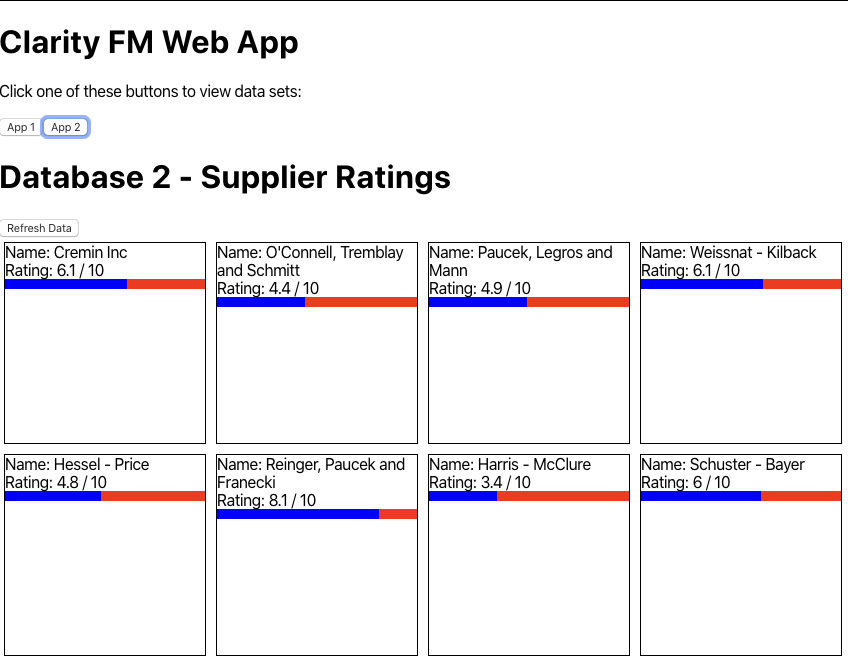 Clarity FM Web App
Click one of these buttons to view data sets:
App 1 App 2
Database 2 - Supplier Ratings
Refresh Data
Name: Cremin Inc
Rating: 6.1 / 10
Name: O'Connell, Tremblay
and Schmitt
Rating: 4.4 / 10
Name: Paucek, Legros and
Mann
Rating: 4.9 / 10
Name: Weissnat - Kilback
Rating: 6.1 / 10
Name: Hessel - Price
Rating: 4.8 / 10
Name: Reinger, Paucek and
Franecki
Rating: 8.1 / 10
Name: Harris - McClure
Rating: 3.4 / 10
Name: Schuster - Bayer
Rating: 6 / 10